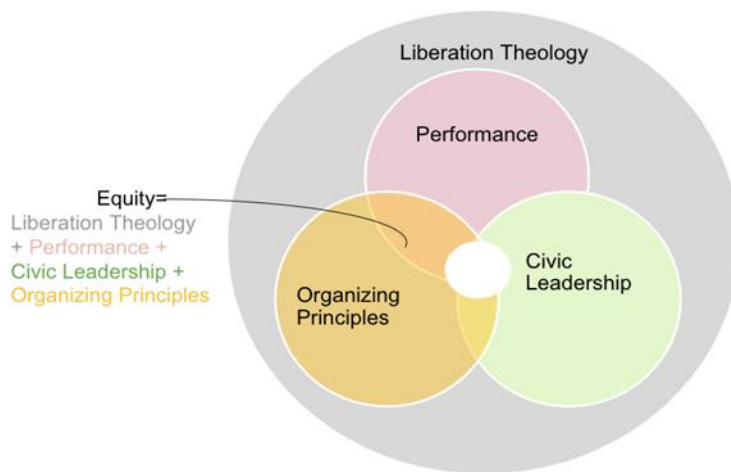 Liberation Theology
Performance
Equity=
Liberation Theology
+ Performance +
Civic Leadership +
Organizing Principles
Civic
Leadership
Organizing
Principles